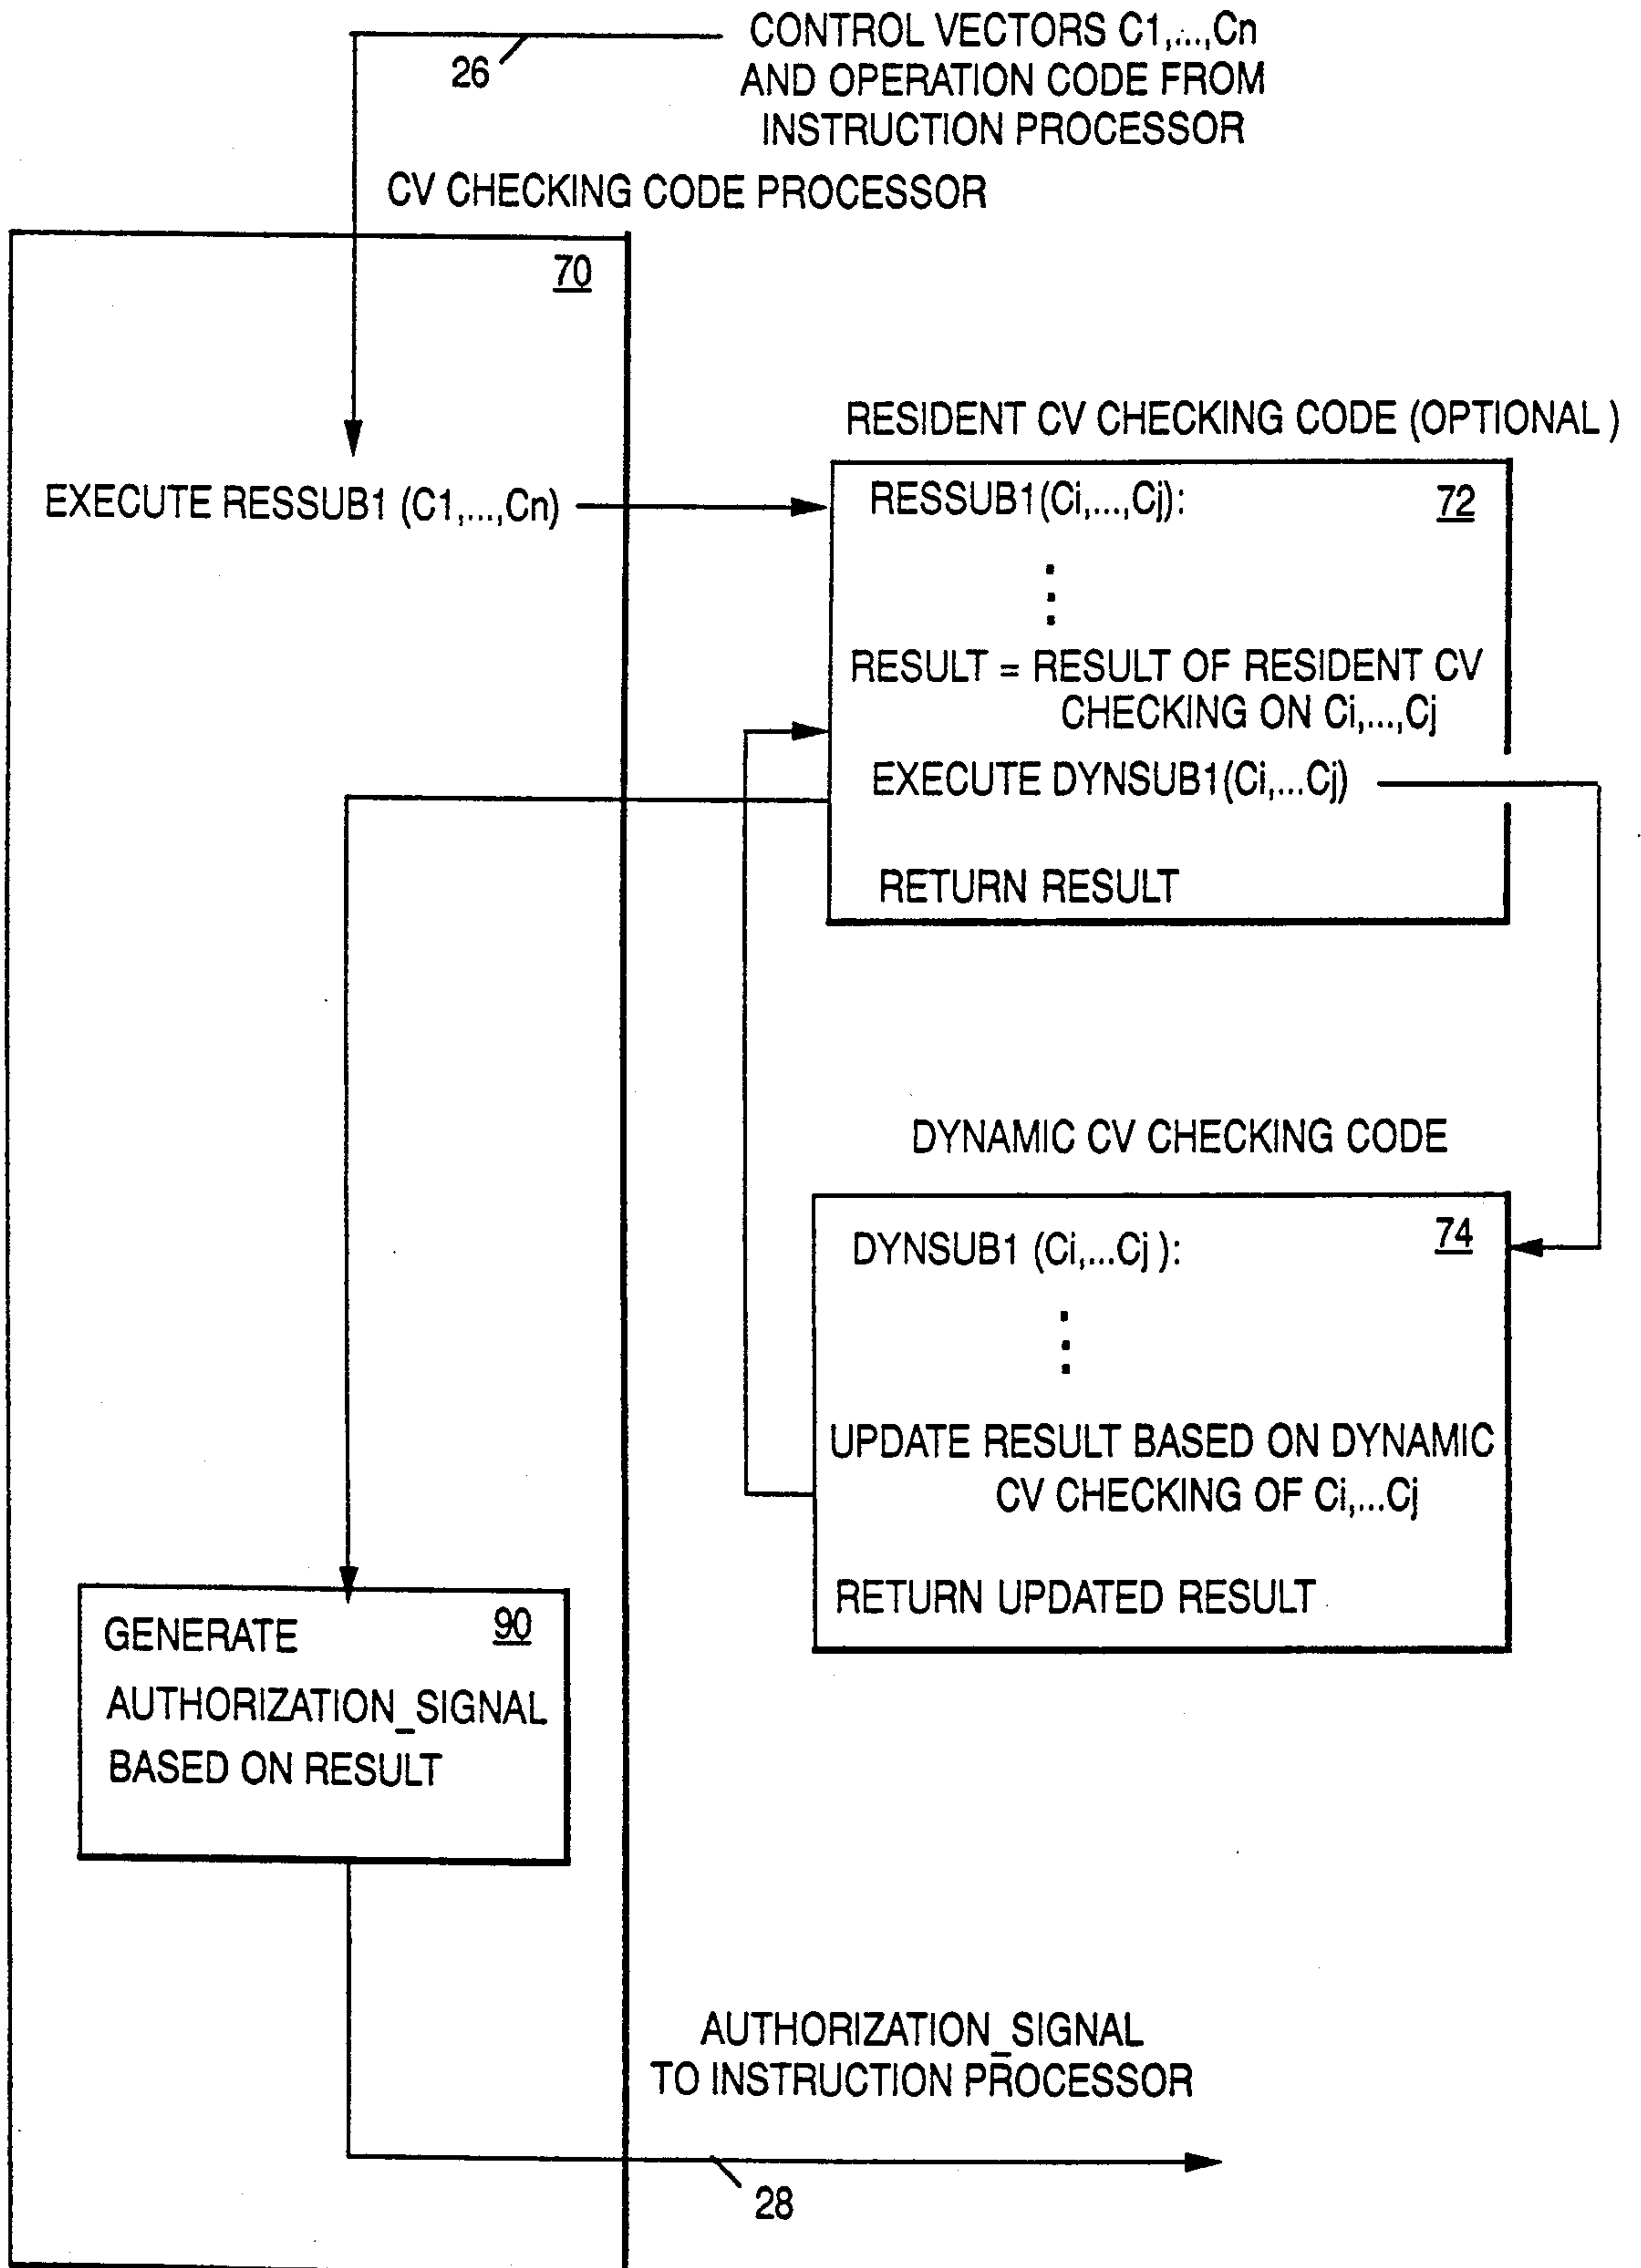 CONTROL VECTORS C1,...,Cn
26
AND OPERATION CODE FROM
INSTRUCTION PROCESSOR
CV CHECKING CODE PROCESSOR
70
RESIDENT CV CHECKING CODE (OPTIONAL )
EXECUTE RESSUB1 (C1,...,Cn)
RESSUB1(Ci,...,Cj):
72
RESULT = RESULT OF RESIDENT CV
CHECKING ON Ci,...,Cj
EXECUTE DYNSUB1(Ci,...Cj)
RETURN RESULT
DYNAMIC CV CHECKING CODE
DYNSUB1 (Ci,...Cj ):
74
UPDATE RESULT BASED ON DYNAMIC
CV CHECKING OF Ci,...Cj
RETURN UPDATED RESULT
GENERATE
90
AUTHORIZATION_SIGNAL
BASED ON RESULT
AUTHORIZATION_SIGNAL
TO INSTRUCTION PROCESSOR
28